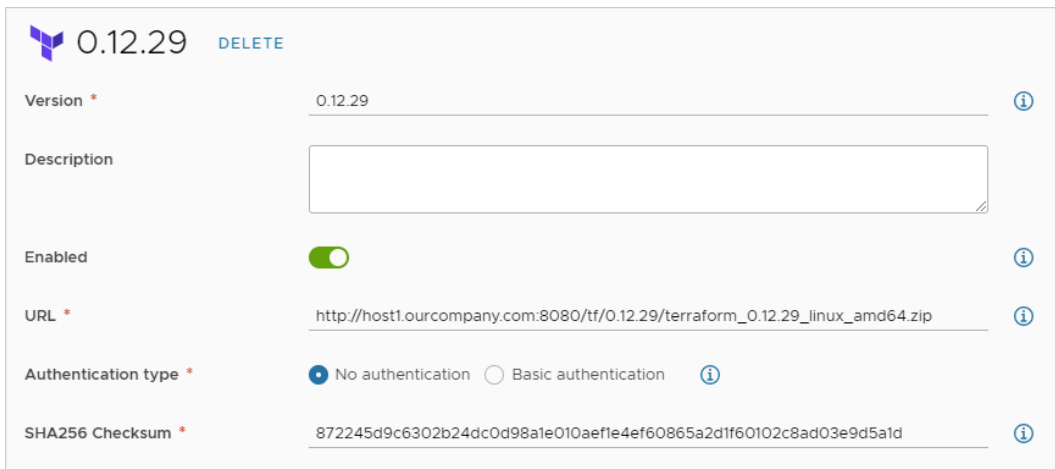 0.12.29 DELETE
Version * 0.12.29
Description
Enabled
URL * http://host1.ourcompany.com:8080/tf/0.12.29/terraform_0.12.29_linux_amd64.zip
Authentication type * No authentication Basic authentication
SHA256 Checksum * 872245d9c6302b24dc0d98a1e010aef1e4ef60865a2d1f60102c8ad03e9d5a1d